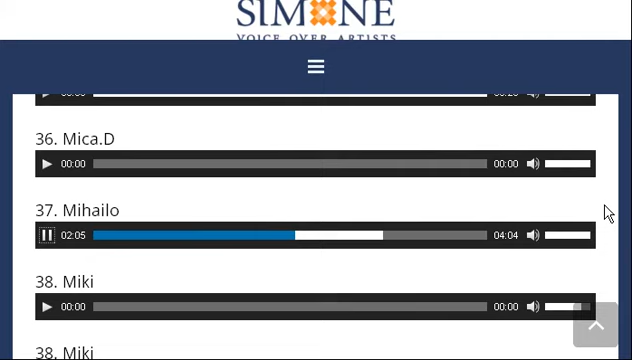 SIMONE
VOICE OVER ARTISTS
36. Mica.D
00:00 00:00
37. Mihailo
02:05 04:04
38. Miki
00:00 00:00
38. Miki